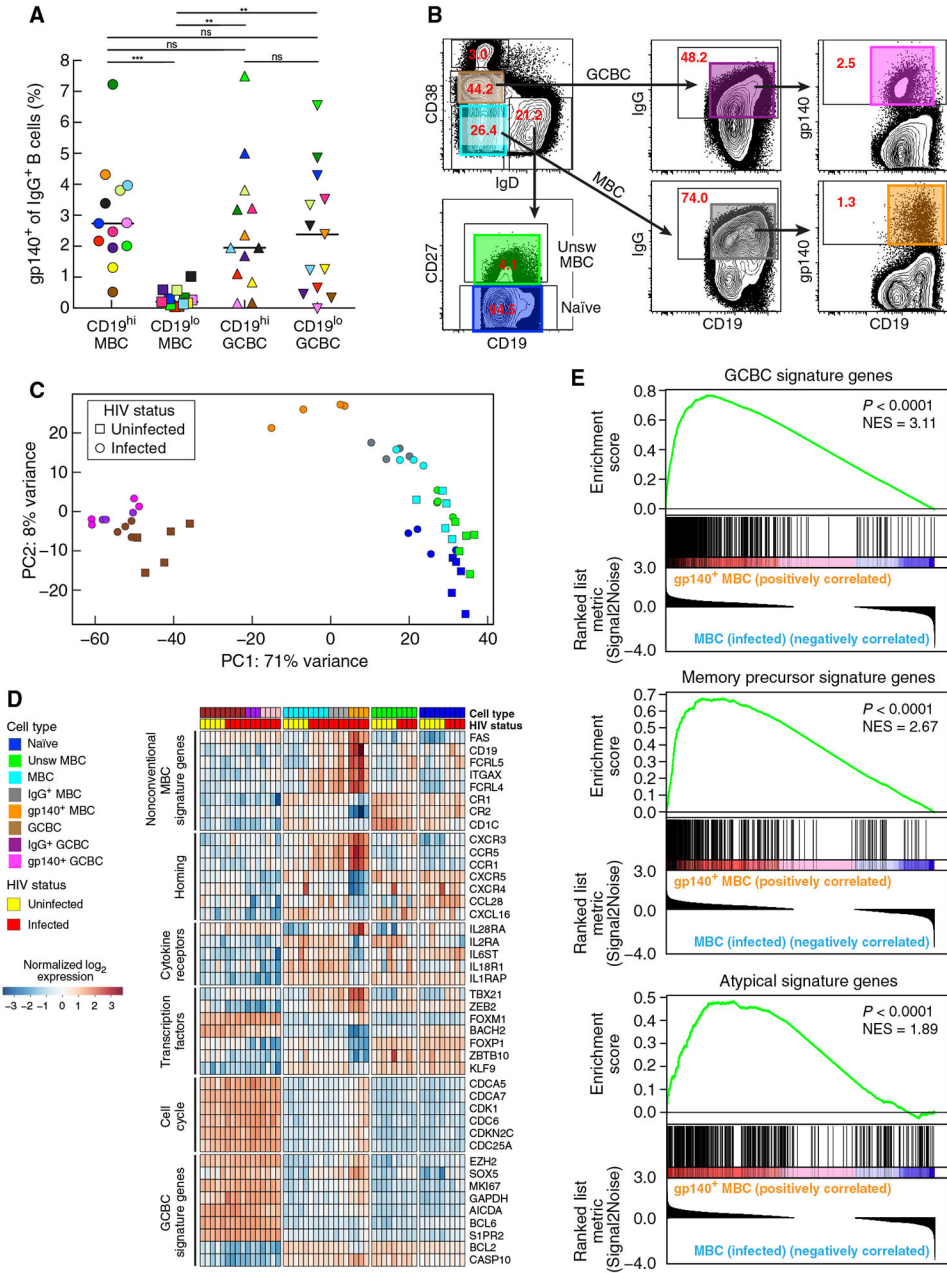 A
**
**
ns
ns
***
ns
gp140+ of IgG+ B cells (%)
8
7
6
5
4
3
2
1
0
CD19hi MBC
CD19lo MBC
CD19hi GCBC
CD19lo GCBC
B
3.0
44.2
26.4
21.2
CD38
IgD
GCBC
MBC
48.2
IgG
2.5
gp140
74.0
IgG
CD19
1.3
gp140
CD19
CD27
Unsw MBC
4.1
Naïve
94.5
CD19
C
HIV status
Uninfected
Infected
PC2: 8% variance
20
10
0
−10
−20
−60
−40
−20
0
20
40
PC1: 71% variance
D
Cell type
Naïve
Unsw MBC
MBC
IgG+ MBC
gp140+ MBC
GCBC
IgG+ GCBC
gp140+ GCBC
HIV status
Uninfected
Infected
Normalized log2 expression
−3 −2 −1 0 1 2 3
Cell type
HIV status
Nonconventional MBC signature genes
FAS
CD19
FCRL5
ITGAX
FCRL4
CR1
CR2
CD1C
Homing
CXCR3
CCR5
CCR1
CXCR5
CXCR4
CCL28
CXCL16
Cytokine receptors
IL28RA
IL2RA
IL6ST
IL18R1
IL1RAP
Transcription factors
TBX21
ZEB2
FOXM1
BACH2
FOXP1
ZBTB10
KLF9
Cell cycle
CDCA5
CDCA7
CDK1
CDC6
CDKN2C
CDC25A
GCBC signature genes
EZH2
SOX5
MKI67
GAPDH
AICDA
BCL6
S1PR2
BCL2
CASP10
E
GCBC signature genes
Enrichment score
0.8
0.6
0.4
0.2
0
P < 0.0001
NES = 3.11
Ranked list metric (Signal2Noise)
3.0
0.0
−4.0
gp140+ MBC (positively correlated)
MBC (infected) (negatively correlated)
Memory precursor signature genes
Enrichment score
0.7
0.6
0.5
0.4
0.3
0.2
0.1
0.0
P < 0.0001
NES = 2.67
Ranked list metric (Signal2Noise)
3.0
0.0
−4.0
gp140+ MBC (positively correlated)
MBC (infected) (negatively correlated)
Atypical signature genes
Enrichment score
0.5
0.4
0.3
0.2
0.1
0.0
P < 0.0001
NES = 1.89
Ranked list metric (Signal2Noise)
3.0
0.0
−4.0
gp140+ MBC (positively correlated)
MBC (infected) (negatively correlated)